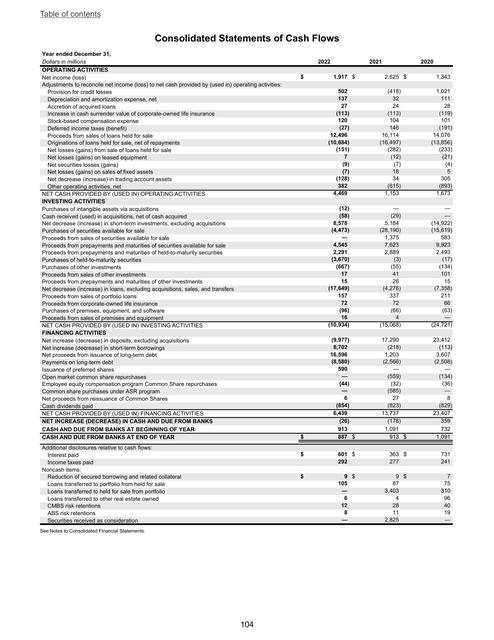 Table of contents
Consolidated Statements of Cash Flows
Year ended December 31,
Dollars in millions 2022 2021 2020
OPERATING ACTIVITIES
Net income (loss) $ 1,917 $ 2,625 $ 1,343
Adjustments to reconcile net income (loss) to net cash provided by (used in) operating activities:
Provision for credit losses 502 (418) 1,021
Depreciation and amortization expense, net 137 32 111
Accretion of acquired loans 27 24 28
Increase in cash surrender value of corporate-owned life insurance (113) (113) (119)
Stock-based compensation expense 120 104 101
Deferred income taxes (benefit) (27) 146 (191)
Proceeds from sales of loans held for sale 12,496 16,114 14,076
Originations of loans held for sale, net of repayments (10,684) (16,497) (13,856)
Net losses (gains) from sale of loans held for sale (151) (282) (233)
Net losses (gains) on leased equipment 7 (12) (21)
Net securities losses (gains) (9) (7) (4)
Net losses (gains) on sales of fixed assets (7) 18 5
Net decrease (increase) in trading account assets (128) 34 305
Other operating activities, net 382 (615) (893)
NET CASH PROVIDED BY (USED IN) OPERATING ACTIVITIES 4,469 1,153 1,673
INVESTING ACTIVITIES
Purchases of intangible assets via acquisitions (12) — —
Cash received (used) in acquisitions, net of cash acquired (58) (29) —
Net decrease (increase) in short-term investments, excluding acquisitions 8,578 5,184 (14,922)
Purchases of securities available for sale (4,473) (28,190) (15,619)
Proceeds from sales of securities available for sale — 1,375 583
Proceeds from prepayments and maturities of securities available for sale 4,545 7,623 9,923
Proceeds from prepayments and maturities of held-to-maturity securities 2,291 2,889 2,493
Purchases of held-to-maturity securities (3,670) (3) (17)
Purchases of other investments (667) (55) (134)
Proceeds from sales of other investments 17 41 101
Proceeds from prepayments and maturities of other investments 15 26 15
Net decrease (increase) in loans, excluding acquisitions, sales, and transfers (17,649) (4,276) (7,358)
Proceeds from sales of portfolio loans 157 337 211
Proceeds from corporate-owned life insurance 72 72 66
Purchases of premises, equipment, and software (96) (66) (63)
Proceeds from sales of premises and equipment 16 4 —
NET CASH PROVIDED BY (USED IN) INVESTING ACTIVITIES (10,934) (15,068) (24,721)
FINANCING ACTIVITIES
Net increase (decrease) in deposits, excluding acquisitions (9,977) 17,290 23,412
Net increase (decrease) in short-term borrowings 8,702 (218) (113)
Net proceeds from issuance of long-term debt 16,596 1,203 3,607
Payments on long-term debt (8,580) (2,566) (2,508)
Issuance of preferred shares 590 — —
Open market common share repurchases — (559) (134)
Employee equity compensation program Common Share repurchases (44) (32) (36)
Common share purchases under ASR program — (585) —
Net proceeds from reissuance of Common Shares 6 27 8
Cash dividends paid (854) (823) (829)
NET CASH PROVIDED BY (USED IN) FINANCING ACTIVITIES 6,439 13,737 23,407
NET INCREASE (DECREASE) IN CASH AND DUE FROM BANKS (26) (178) 359
CASH AND DUE FROM BANKS AT BEGINNING OF YEAR 913 1,091 732
CASH AND DUE FROM BANKS AT END OF YEAR $ 887 $ 913 $ 1,091
Additional disclosures relative to cash flows:
Interest paid $ 601 $ 363 $ 731
Income taxes paid 292 277 241
Noncash items:
Reduction of secured borrowing and related collateral $ 9 $ 9 $ 7
Loans transferred to portfolio from held for sale 105 87 75
Loans transferred to held for sale from portfolio — 3,403 310
Loans transferred to other real estate owned 6 4 96
CMBS risk retentions 12 28 40
ABS risk retentions 8 11 19
Securities received as consideration — 2,825 —
See Notes to Consolidated Financial Statements.
104